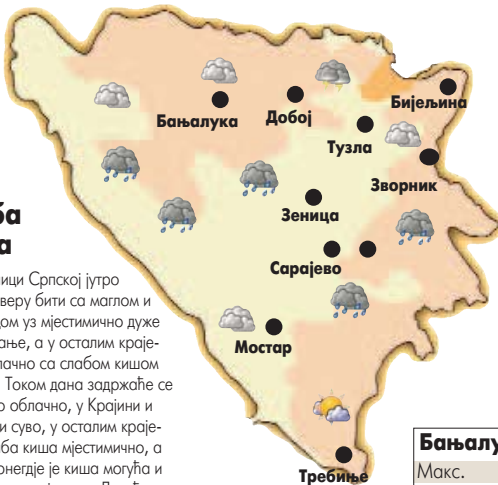 Бањалука
Добој
Бијељина
Тузла
Зворник
Зеница
Сарајево
Мостар
Требиње
ба
а
ици Српској јутро
веру бити са маглом и
ом уз мјестимично дуже
ање, а у осталим краје-
лачно са слабом кишом
Током дана задржаће се
о облачно, у Крајини и
и суво, у осталим краје-
ба киша мјестимично, а
онегдје је киша могућа и
Бањалу
Макс.